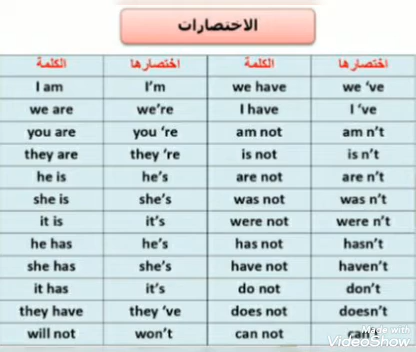 الاختصارات
الكلمة اختصارها الكلمة اختصارها
I am I'm we have we 've
we are we're I have I 've
you are you 're am not am n't
they are they 're is not is n't
he is he's are not are n't
she is she's was not was n't
it is it's were not were n't
he has he's has not hasn't
she has she's have not haven't
it has it's do not don't
they have they 've does not doesn't
will not won't can not can't
Made with
VideoShow